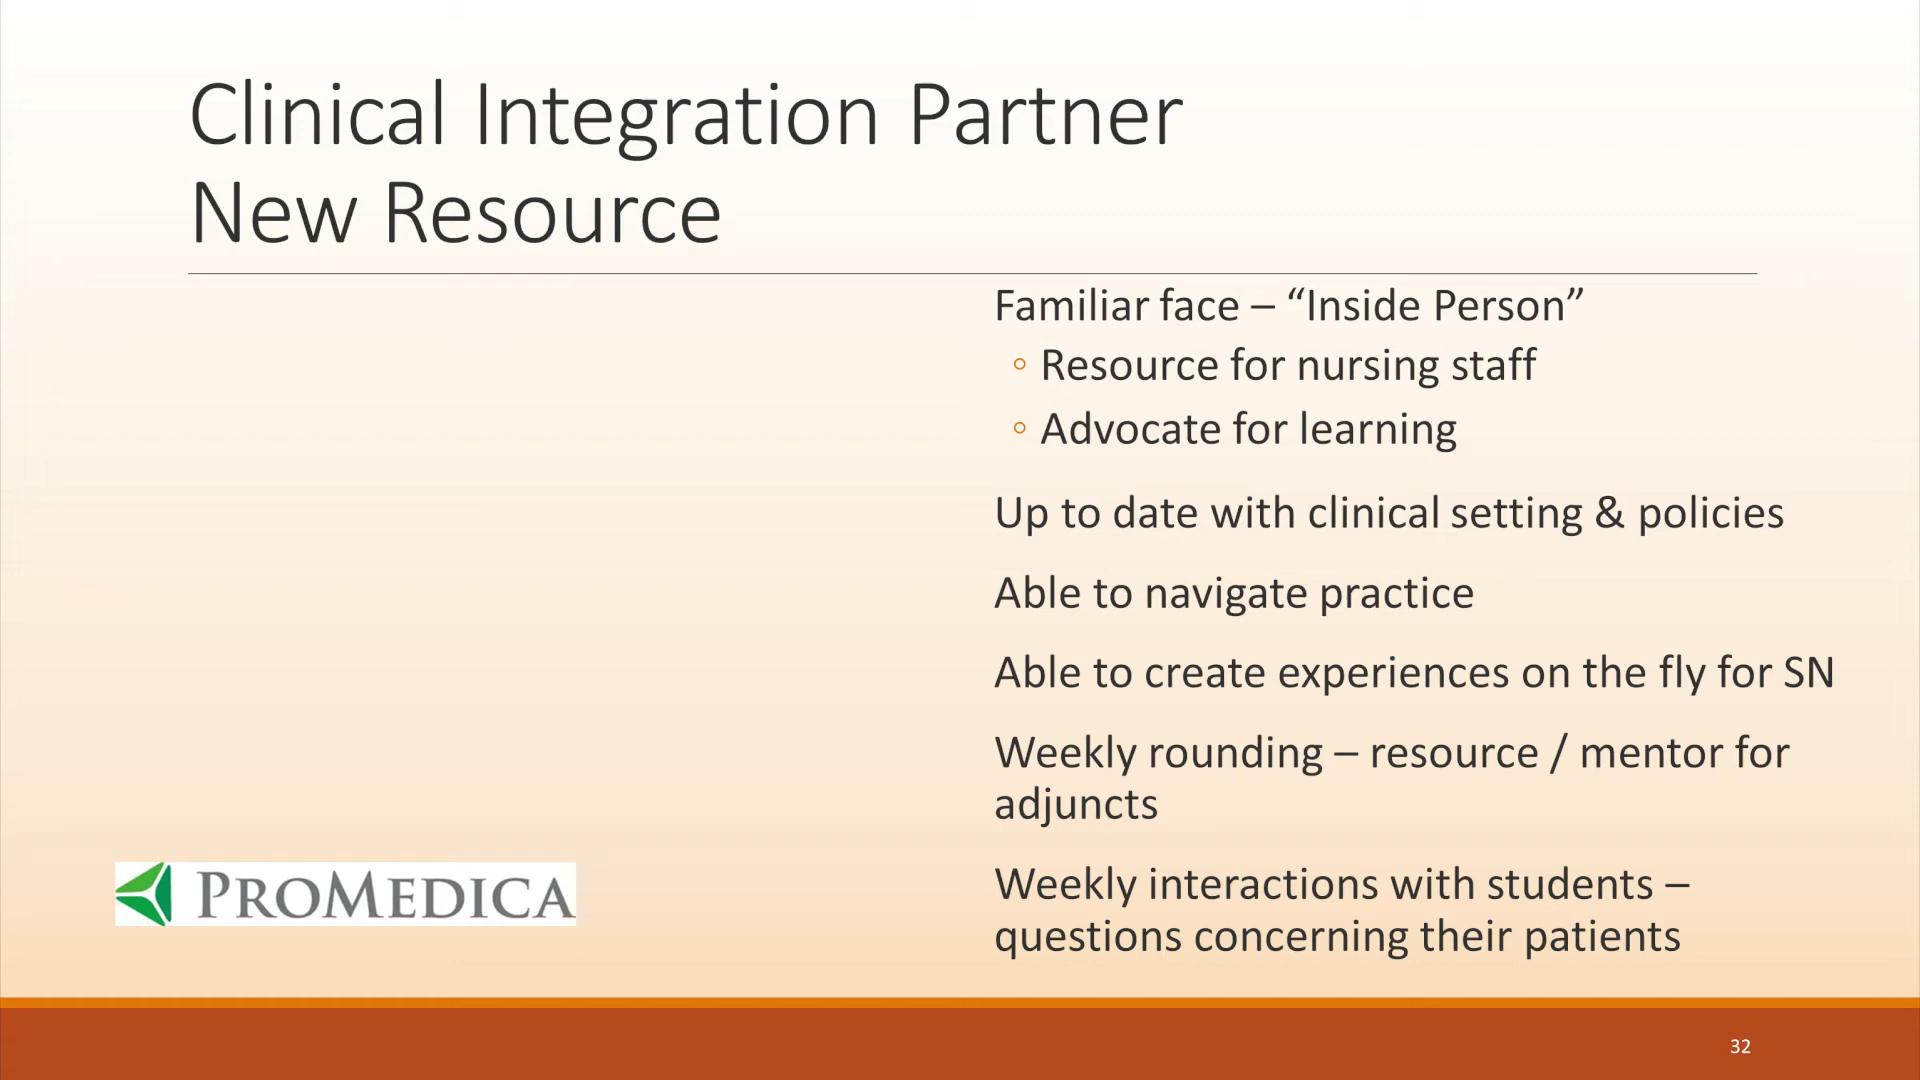 Clinical Integration Partner
New Resource
Familiar face – “Inside Person”
◦ Resource for nursing staff
◦ Advocate for learning
Up to date with clinical setting & policies
Able to navigate practice
Able to create experiences on the fly for SN
Weekly rounding – resource / mentor for
adjuncts
Weekly interactions with students –
questions concerning their patients
PROMEDICA
32